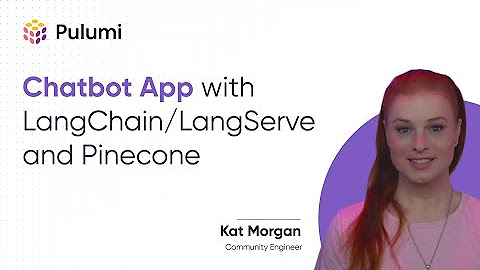 Pulumi
Chatbot App with
LangChain/LangServe
and Pinecone
Kat Morgan
Community Engineer